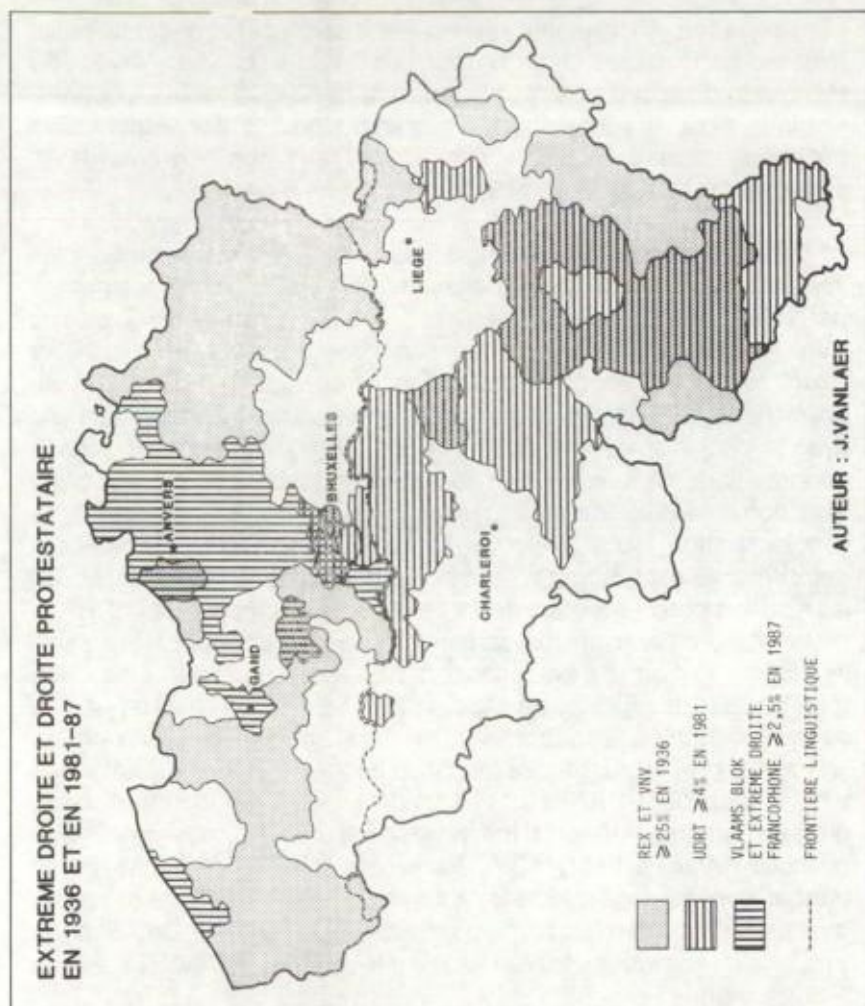 EXTREME DROITE ET DROITE PROTESTATAIRE
EN 1936 ET EN 1981-87
ANVERS
GAND
BRUXELLES
LIEGE
CHARLEROI
REX ET VNV
⩾25% EN 1936
UDRT ⩾4% EN 1981
VLAAMS BLOK
ET EXTREME DROITE
FRANCOPHONE ⩾2,5% EN 1987
FRONTIERE LINGUISTIQUE
AUTEUR : J.VANLAER